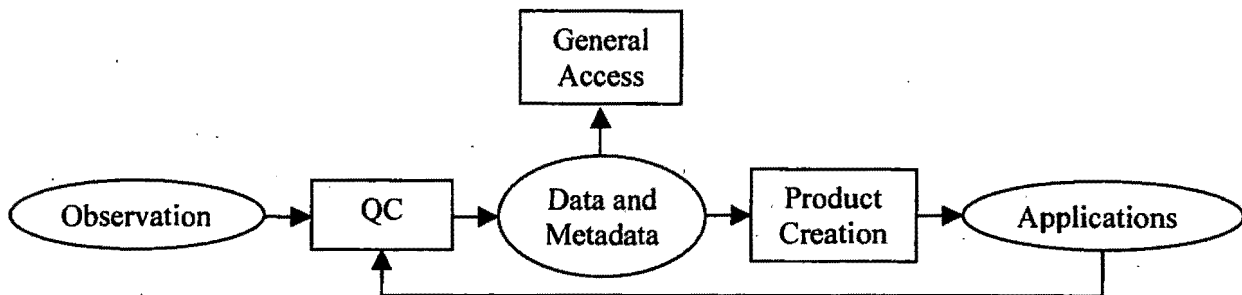 General
Access
Observation
QC
Data and
Metadata
Product
Creation
Applications